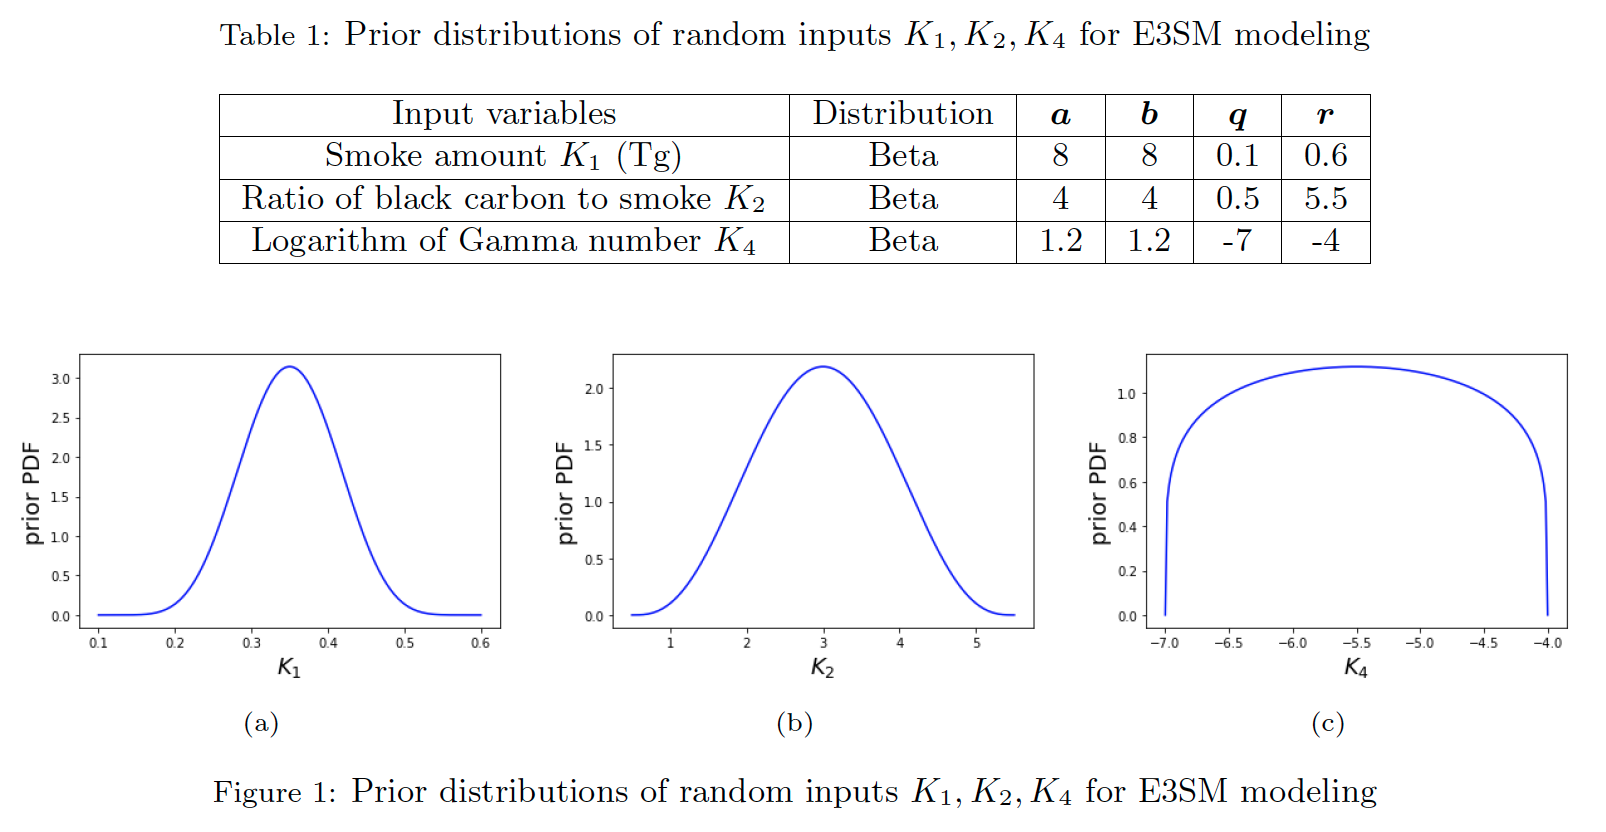 Table 1: Prior distributions of random inputs K₁, K₂, K₄ for E3SM modeling
Input variables Distribution a b q r
Smoke amount K₁ (Tg) Beta 8 8 0.1 0.6
Ratio of black carbon to smoke K₂ Beta 4 4 0.5 5.5
Logarithm of Gamma number K₄ Beta 1.2 1.2 -7 -4
prior PDF
3.0
2.5
2.0
1.5
1.0
0.5
0.0
0.1 0.2 0.3 0.4 0.5 0.6
K₁
(a)
prior PDF
2.0
1.5
1.0
0.5
0.0
1 2 3 4 5
K₂
(b)
prior PDF
1.0
0.8
0.6
0.4
0.2
0.0
−7.0 −6.5 −6.0 −5.5 −5.0 −4.5 −4.0
K₄
(c)
Figure 1: Prior distributions of random inputs K₁, K₂, K₄ for E3SM modeling